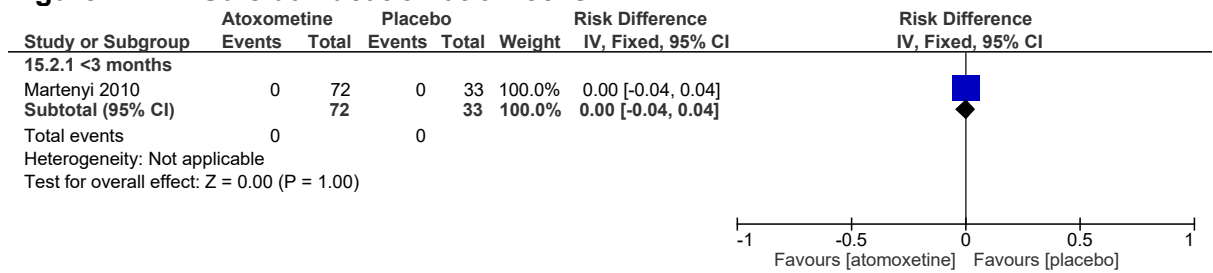 Atoxometine Placebo Risk Difference Risk Difference
Study or Subgroup Events Total Events Total Weight IV, Fixed, 95% CI IV, Fixed, 95% CI
15.2.1 <3 months
Martenyi 2010 0 72 0 33 100.0% 0.00 [-0.04, 0.04]
Subtotal (95% CI) 72 33 100.0% 0.00 [-0.04, 0.04]
Total events 0 0
Heterogeneity: Not applicable
Test for overall effect: Z = 0.00 (P = 1.00)
-1 -0.5 0 0.5 1
Favours [atomoxetine] Favours [placebo]